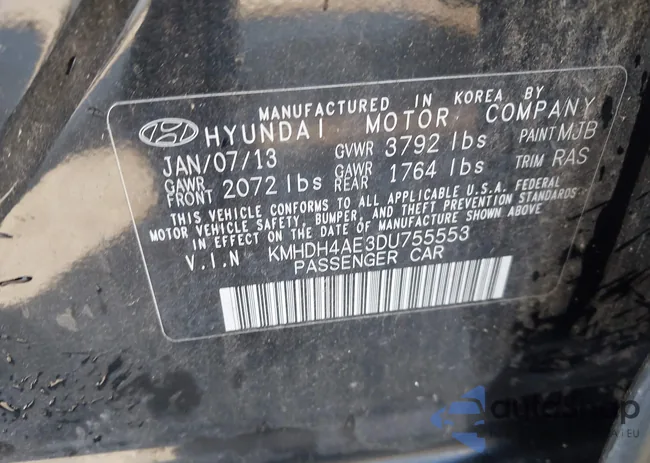 MANUFACTURED IN KOREA BY
HYUNDAI MOTOR COMPANY
JAN/07/13 GVWR 3792 lbs PAINT MJB
GAWR FRONT 2072 lbs GAWR REAR 1764 lbs TRIM RAS
THIS VEHICLE CONFORMS TO ALL APPLICABLE U.S.A. FEDERAL
MOTOR VEHICLE SAFETY, BUMPER, AND THEFT PREVENTION STANDARDS
IN EFFECT ON THE DATE OF MANUFACTURE SHOWN ABOVE
V.I.N KMHDH4AE3DU755553
PASSENGER CAR
autoShop